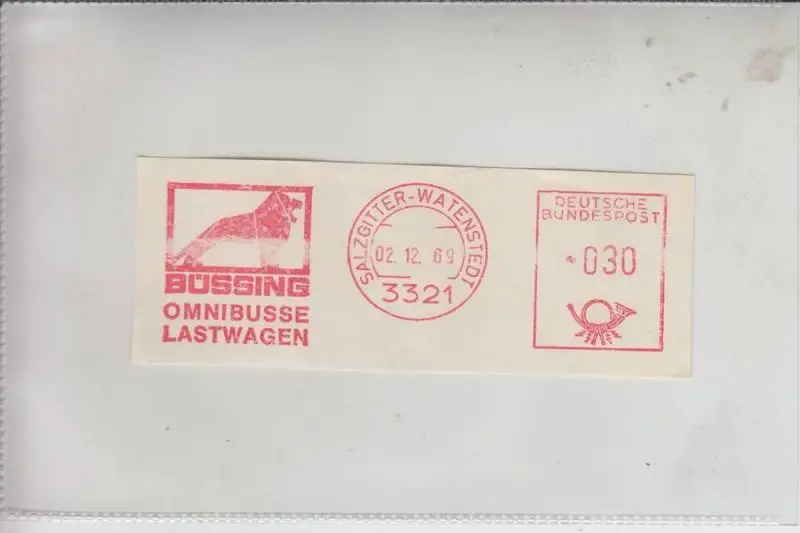 BÜSSING
OMNIBUSSE
LASTWAGEN
SALZGITTER-WATENSTEDT
02.12.69
3321
DEUTSCHE
BUNDESPOST
*030